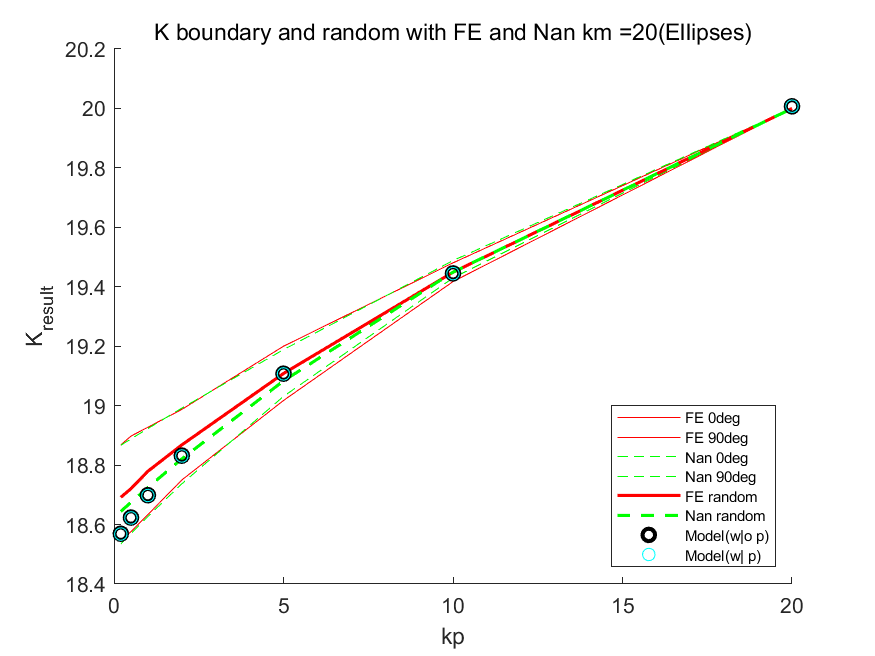 K boundary and random with FE and Nan km =20(Ellipses)
20.2
20
19.8
19.6
19.4
19.2
19
18.8
18.6
18.4
K_result
0
5
10
15
20
kp
FE 0deg
FE 90deg
Nan 0deg
Nan 90deg
FE random
Nan random
Model(w|o p)
Model(w| p)